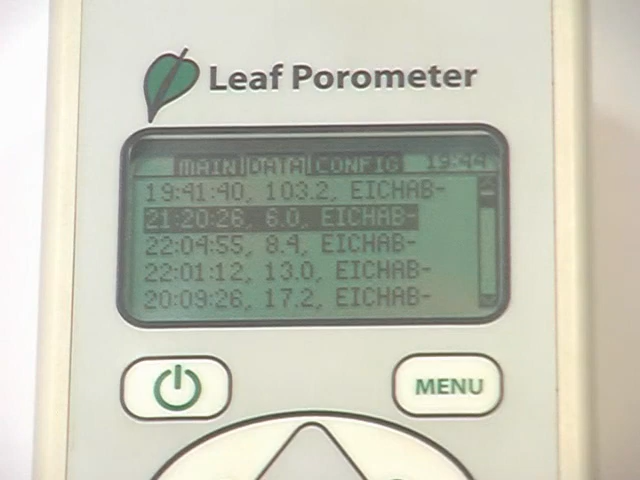 Leaf Porometer
MAIN|DATA|CONFIG 19:44
19:41:40, 103.2, EICHAB-
21:20:26, 6.0, EICHAB-
22:04:55, 8.4, EICHAB-
22:01:12, 13.0, EICHAB-
20:09:26, 17.2, EICHAB-
MENU